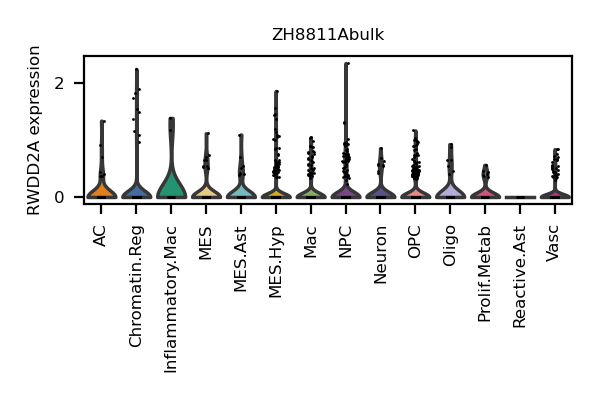 ZH8811Abulk
RWDD2A expression
2
0
AC
Chromatin.Reg
Inflammatory.Mac
MES
MES.Ast
MES.Hyp
Mac
NPC
Neuron
OPC
Oligo
Prolif.Metab
Reactive.Ast
Vasc